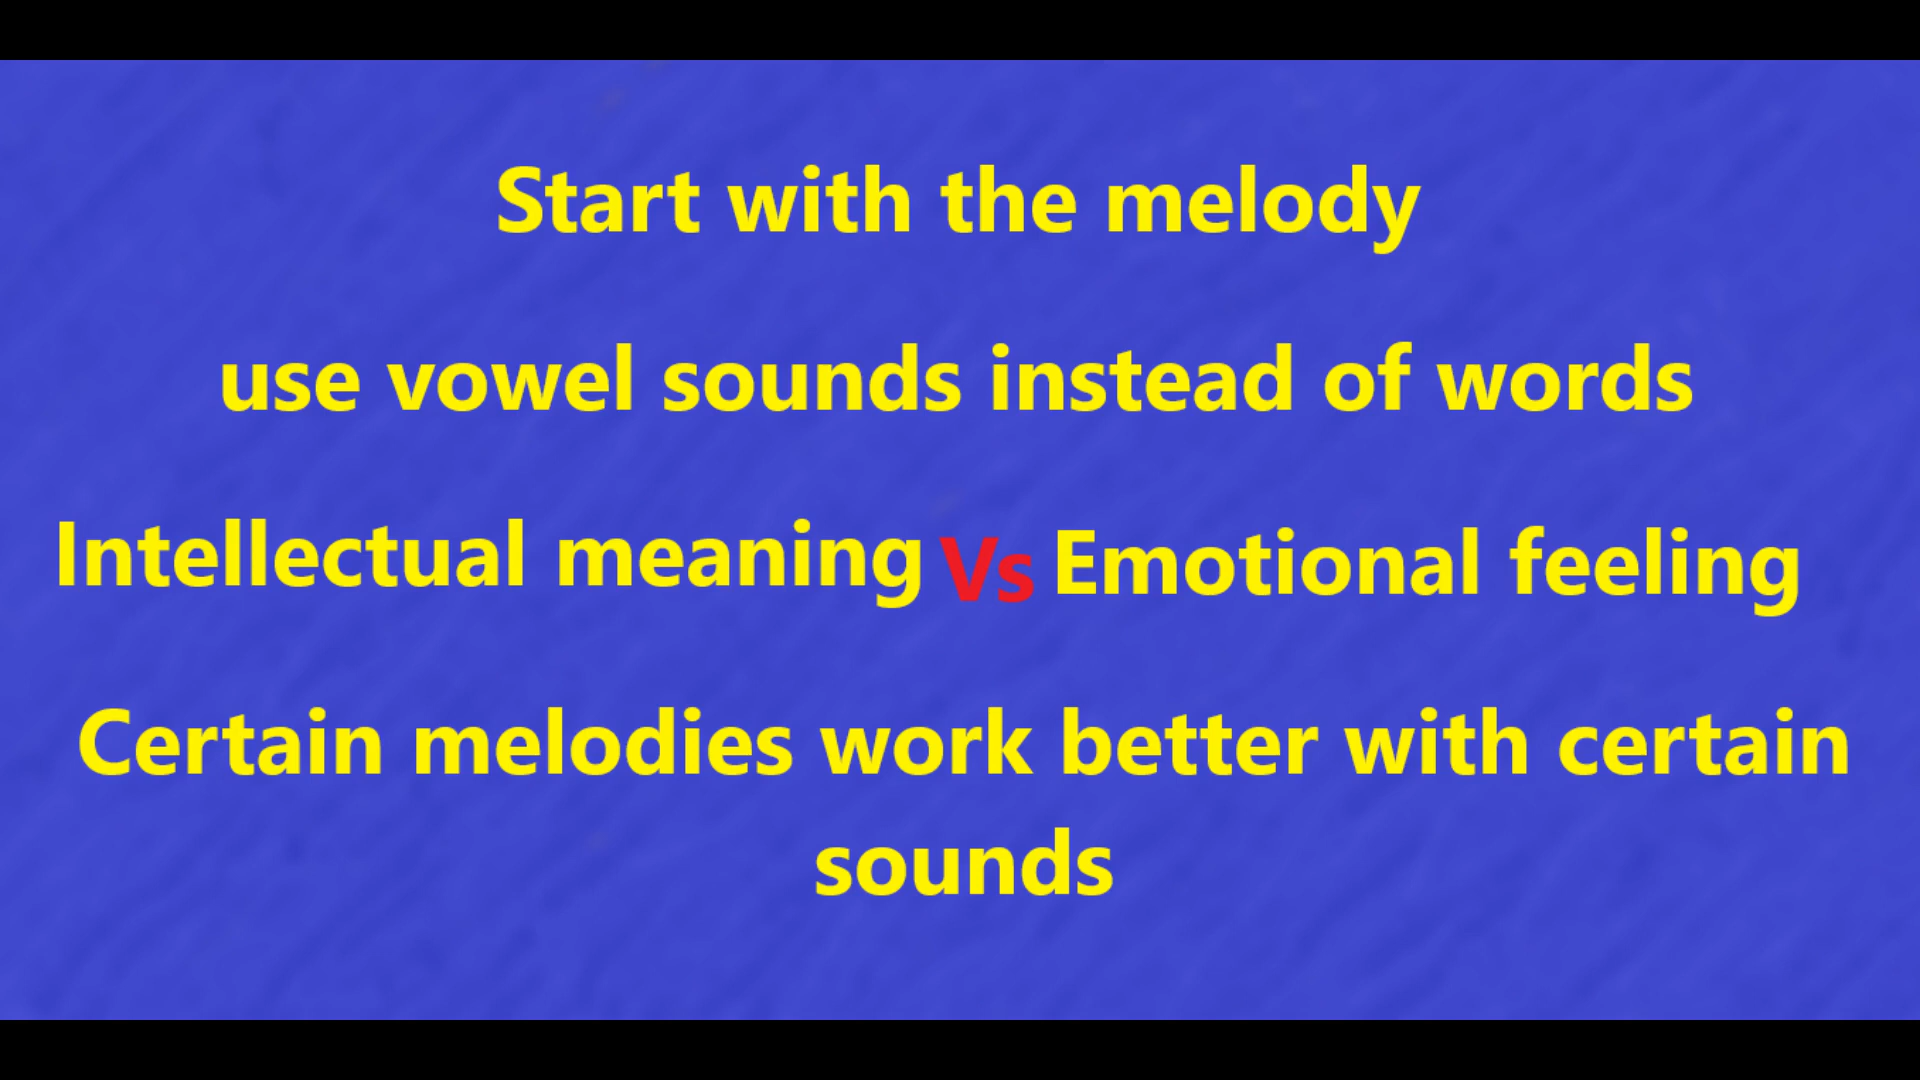 Start with the melody
use vowel sounds instead of words
Intellectual meaning Vs Emotional feeling
Certain melodies work better with certain
sounds